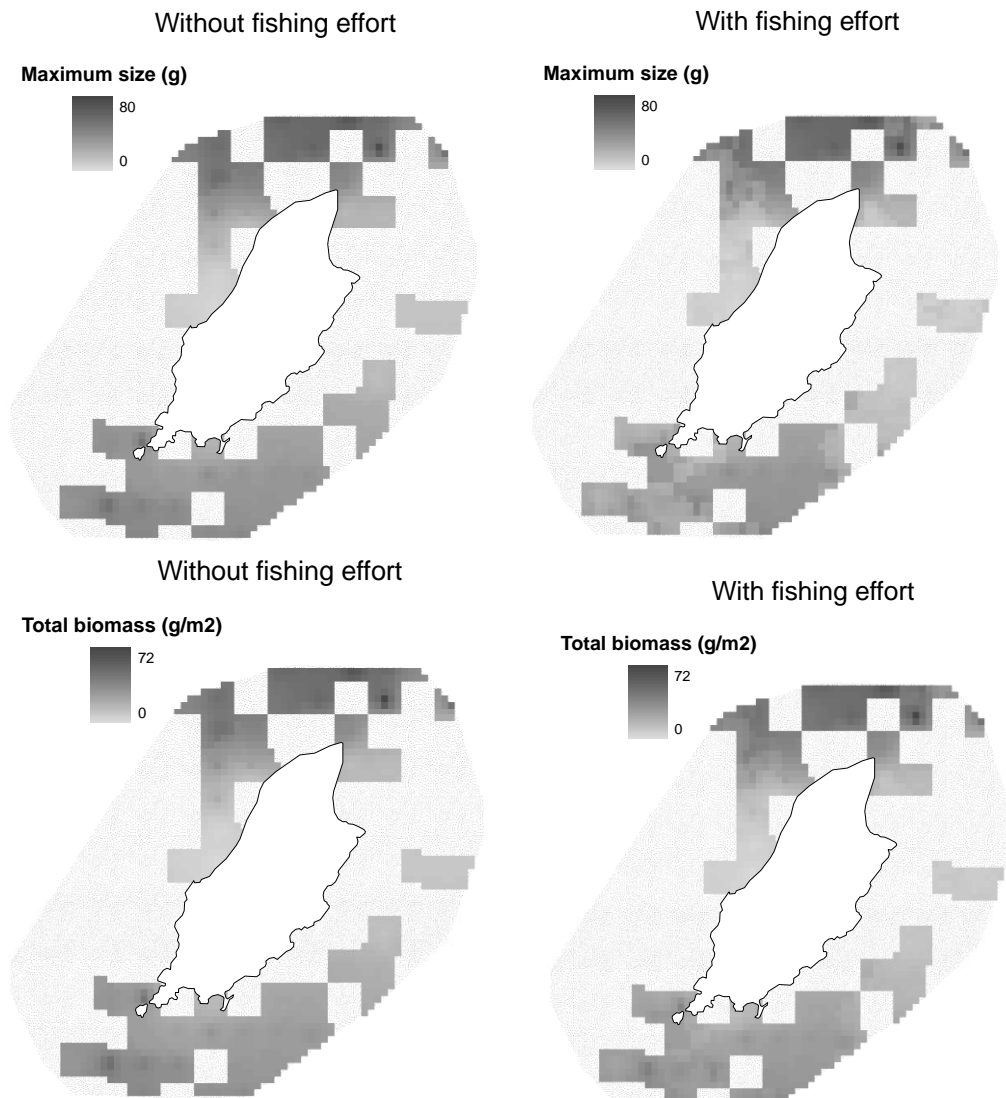 Without fishing effort
With fishing effort
Maximum size (g)
80
0
Maximum size (g)
80
0
Without fishing effort
With fishing effort
Total biomass (g/m2)
72
0
Total biomass (g/m2)
72
0